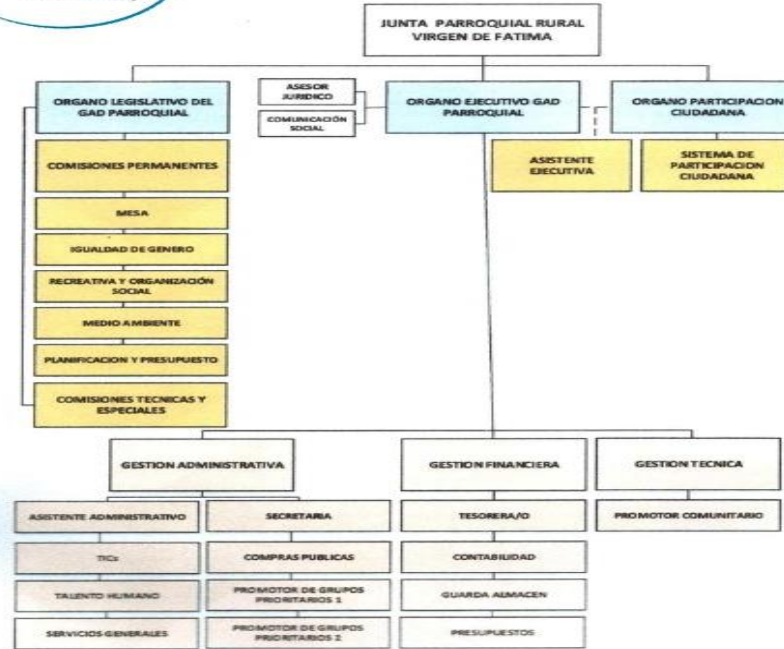 JUNTA PARROQUIAL RURAL
VIRGEN DE FATIMA
ORGANO LEGISLATIVO DEL
GAD PARROQUIAL
ASESOR
JURIDICO
COMUNICACIÓN
SOCIAL
ORGANO EJECUTIVO GAD
PARROQUIAL
ORGANO PARTICIPACION
CIUDADANA
COMISIONES PERMANENTES
ASISTENTE
EJECUTIVA
SISTEMA DE
PARTICIPACION
CIUDADANA
MESA
IGUALDAD DE GENERO
RECREATIVA Y ORGANIZACIÓN
SOCIAL
MEDIO AMBIENTE
PLANIFICACION Y PRESUPUESTO
COMISIONES TECNICAS Y
ESPECIALES
GESTION ADMINISTRATIVA
GESTION FINANCIERA
GESTION TECNICA
ASISTENTE ADMINISTRATIVO
SECRETARIA
TESORERA/O
PROMOTOR COMUNITARIO
TICs
COMPRAS PUBLICAS
CONTABILIDAD
TALENTO HUMANO
PROMOTOR DE GRUPOS
PRIORITARIOS 1
GUARDA ALMACEN
SERVICIOS GENERALES
PROMOTOR DE GRUPOS
PRIORITARIOS 2
PRESUPUESTOS